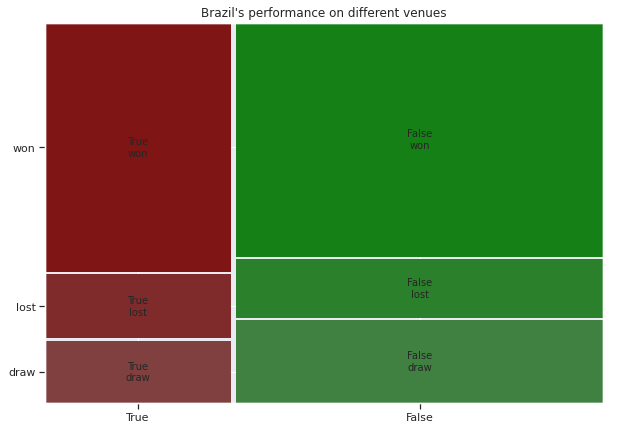 Brazil's performance on different venues
won
lost
draw
True
won
False
won
True
lost
False
lost
True
draw
False
draw
True
False